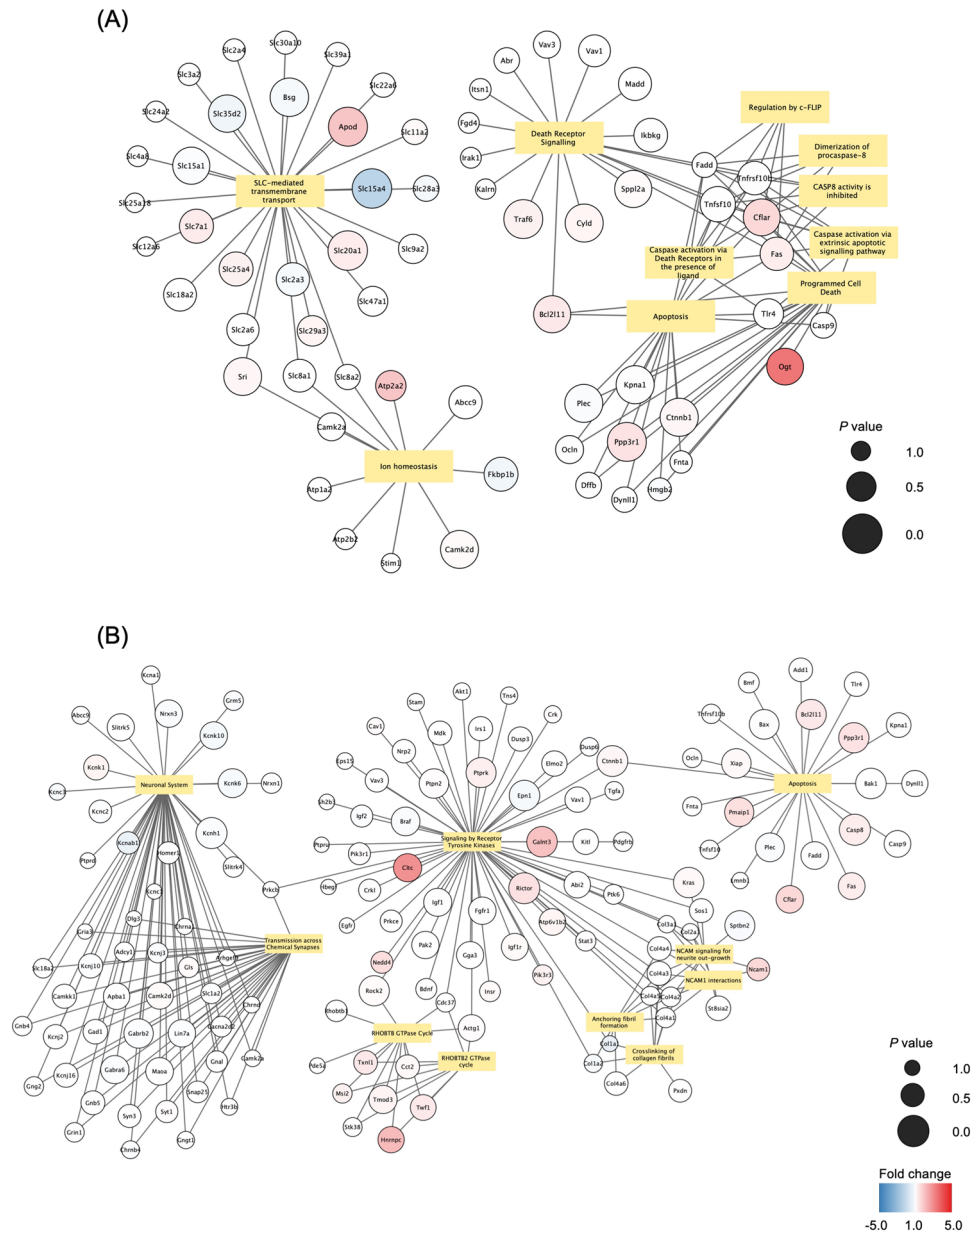 (A)
Slc30a10
Slc2a4
Slc39a1
Slc3a2
Slc22a6
Bsg
Slc24a2
Slc35d2
Apod
Slc11a2
Slc4a8
Slc15a1
SLC-mediated
transmembrane
transport
Slc15a4
Slc28a3
Slc25a18
Slc7a1
Slc12a6
Slc20a1
Slc9a2
Slc25a4
Slc2a3
Slc18a2
Slc47a1
Slc2a6
Slc29a3
Sri
Slc8a1
Slc8a2
Atp2a2
Abcc9
Camk2a
Ion homeostasis
Fkbp1b
Atp1a2
Atp2b2
Stim1
Camk2d
Vav3
Vav1
Abr
Madd
Itsn1
Fgd4
Death Receptor
Signalling
Ikbkg
Irak1
Kalrn
Sppl2a
Traf6
Cyld
Regulation by c-FLIP
Dimerization of
procaspase-8
Fadd
Tnfrsf10b
CASP8 activity is
inhibited
Tnfsf10
Cflar
Caspase activation via
extrinsic apoptotic
signalling pathway
Caspase activation via
Death Receptors in
the presence of
ligand
Fas
Programmed Cell
Death
Bcl2l11
Apoptosis
Tlr4
Casp9
Ogt
Kpna1
Plec
Ctnnb1
Ocln
Ppp3r1
Fnta
Dffb
Dynll1
Hmgb2
P value
1.0
0.5
0.0
(B)
Kcna1
Abcc9
Slitrk5
Nrxn3
Grm5
Kcnk10
Kcnk1
Neuronal System
Kcnk6
Nrxn1
Kcnc3
Kcnc2
Kcnab1
Kcnh1
Ptprd
Homer1
Slitrk4
Kcnc1
Prkcb
Dlg3
Gria3
Chrna
Transmission across
Chemical Synapses
Adcy1
Kcnj3
Arhgef9
Slc18a2
Kcnj10
Gls
Camkk1
Apba1
Camk2d
Slc1a2
Chrnd
Gnb4
Kcnj2
Gad1
Gabrb2
Lin7a
Cacna2d2
Gng2
Kcnj16
Gabra6
Maoa
Gnal
Camk2a
Gnb5
Syn3
Syt1
Snap25
Htr3b
Grin1
Chrnb4
Gngt1
Akt1
Stam
Tns4
Cav1
Mdk
Irs1
Crk
Nrp2
Dusp3
Dusp6
Eps15
Ptprk
Elmo2
Ctnnb1
Vav3
Ptpn2
Sh2b3
Epn1
Vav1
Tgfa
Igf2
Braf
Ptpru
Signaling by Receptor
Tyrosine Kinases
Galnt3
Kitl
Pdgfrb
Pik3r1
Cltc
Hbegf
Crkl
Rictor
Abi2
Ptk6
Kras
Egfr
Prkce
Igf1
Fgfr1
Atp6v1b2
Sos1
Pak2
Igf1r
Stat3
Nedd4
Gga3
Pik3r3
Rock2
Bdnf
Insr
Cdc37
Rhobtb1
Actg1
RHOBTB GTPase Cycle
RHOBTB2 GTPase
cycle
Pde5a
Txnl1
Cct2
Msi2
Tmod3
Twf1
Stk38
Hnrnpc
Col3a1
Col2a1
Sptbn2
Col4a4
NCAM signaling for
neurite out-growth
Ncam1
Col4a3
NCAM1 interactions
Col4a5
Col4a2
St8sia2
Anchoring fibril
formation
Col4a1
Crosslinking of
collagen fibrils
Col1a2
Col4a6
Pxdn
Add1
Bmf
Tlr4
Tnfrsf10b
Bax
Bcl2l11
Kpna1
Ppp3r1
Ocln
Xiap
Apoptosis
Bak1
Dynll1
Fnta
Pmaip1
Casp8
Casp9
Tnfsf10
Plec
Fadd
Lmnb1
Cflar
Fas
P value
1.0
0.5
0.0
Fold change
-5.0 1.0 5.0